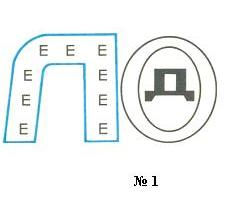 Л О
Е Е Е
Е Е Д
Е Е
Е Е
№ 1